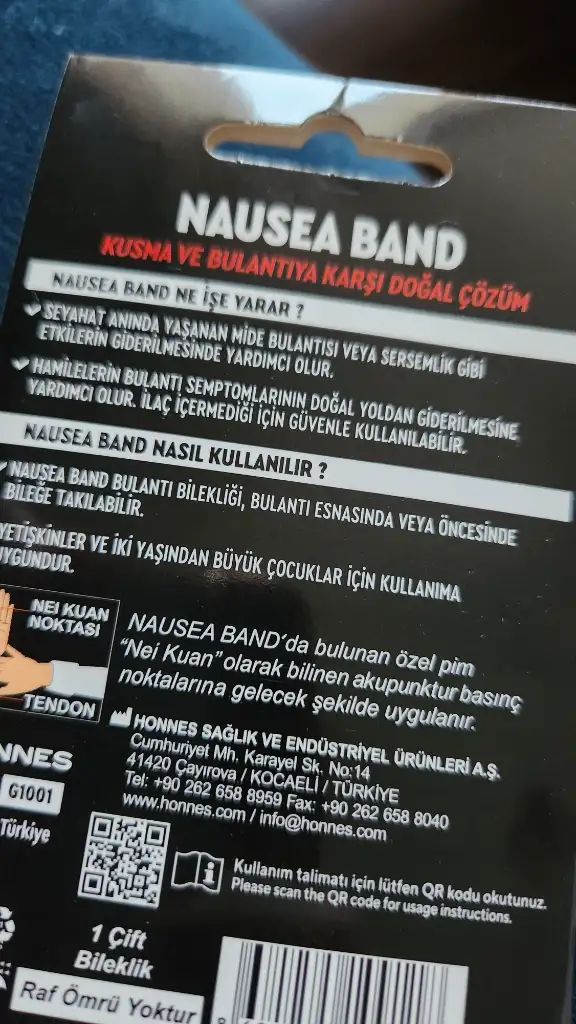 NAUSEA BAND
KUSMA VE BULANTIYA KARŞI DOĞAL ÇÖZÜM
NAUSEA BAND NE İŞE YARAR ?
SEYAHAT ANINDA YAŞANAN MİDE BULANTISI VEYA SERSEMLİK GİBİ
ETKİLERİN GİDERİLMESİNDE YARDIMCI OLUR.
HAMİLELERİN BULANTI SEMPTOMLARININ DOĞAL YOLDAN GİDERİLMESİNE
YARDIMCI OLUR. İLAÇ İÇERMEDİĞİ İÇİN GÜVENLE KULLANILABİLİR.
NAUSEA BAND NASIL KULLANILIR ?
NAUSEA BAND BULANTI BİLEKLİĞİ, BULANTI ESNASINDA VEYA ÖNCESİNDE
BİLEĞE TAKILABİLİR.
YETİŞKİNLER VE İKİ YAŞINDAN BÜYÜK ÇOCUKLAR İÇİN KULLANIMA
UYGUNDUR.
NEI KUAN
NOKTASI
TENDON
NAUSEA BAND'da bulunan özel pim
"Nei Kuan" olarak bilinen akupunktur basınç
noktalarına gelecek şekilde uygulanır.
HONNES SAĞLIK VE ENDÜSTRİYEL ÜRÜNLERİ A.Ş.
Cumhuriyet Mh. Karayel Sk. No:14
41420 Çayırova / KOCAELİ / TÜRKİYE
Tel: +90 262 658 8959 Fax: +90 262 658 8040
www.honnes.com / info@honnes.com
NNES
G1001
Türkiye
Kullanım talimatı için lütfen QR kodu okutunuz.
Please scan the QR code for usage instructions.
1 Çift
Bileklik
Raf Ömrü Yoktur